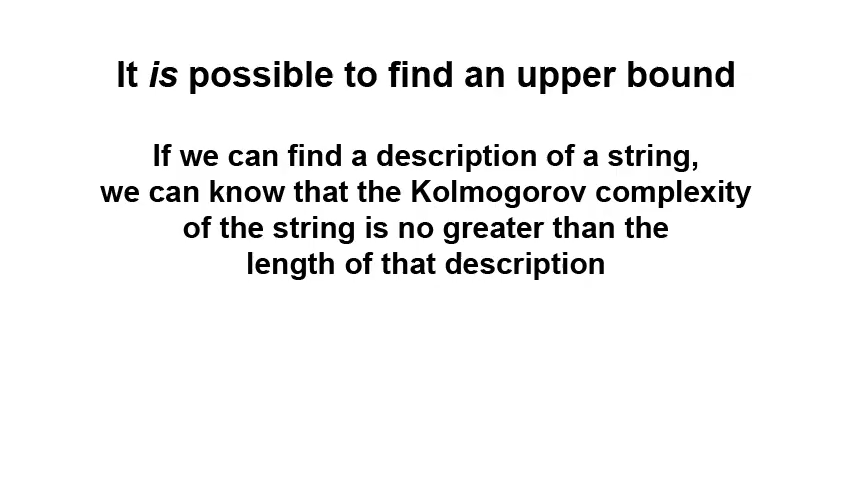 It is possible to find an upper bound
If we can find a description of a string,
we can know that the Kolmogorov complexity
of the string is no greater than the
length of that description